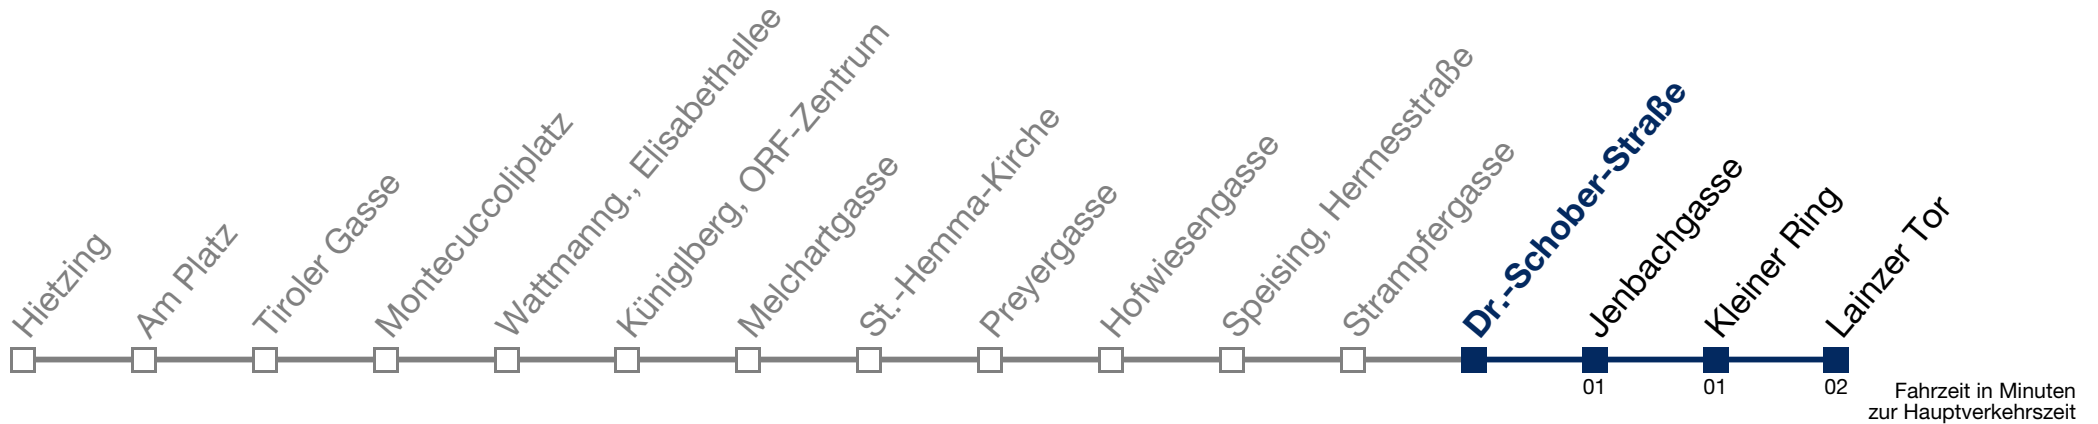 Hietzing
Am Platz
Tiroler Gasse
Montecuccoliplatz
Wattmanng., Elisabethallee
Küniglberg, ORF-Zentrum
Melchartgasse
St.-Hemma-Kirche
Preyergasse
Hofwiesengasse
Speising, Hermesstraße
Strampfergasse
Dr.-Schober-Straße
Jenbachgasse
Kleiner Ring
Lainzer Tor
01
01
02
Fahrzeit in Minuten
zur Hauptverkehrszeit